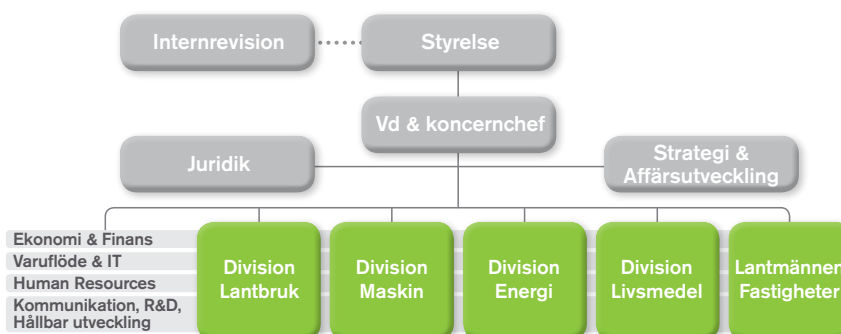 Internrevision
Styrelse
Vd & koncernchef
Juridik
Strategi &
Affärsutveckling
Ekonomi & Finans
Varuflöde & IT
Human Resources
Kommunikation, R&D,
Hållbar utveckling
Division
Lantbruk
Division
Maskin
Division
Energi
Division
Livsmedel
Lantmännen
Fastigheter